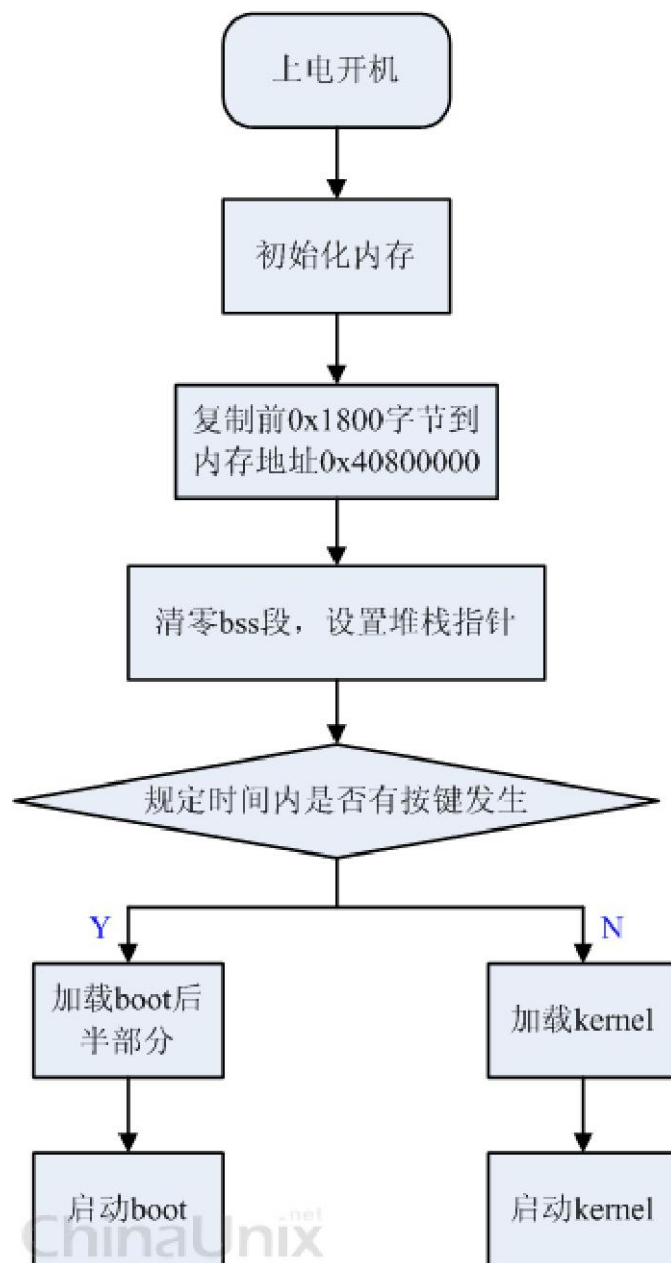 上电开机
初始化内存
复制前0x1800字节到
内存地址0x40800000
清零bss段，设置堆栈指针
规定时间内是否有按键发生
Y
N
加载boot后
半部分
加载kernel
启动boot
启动kernel
ChinaUnix.net